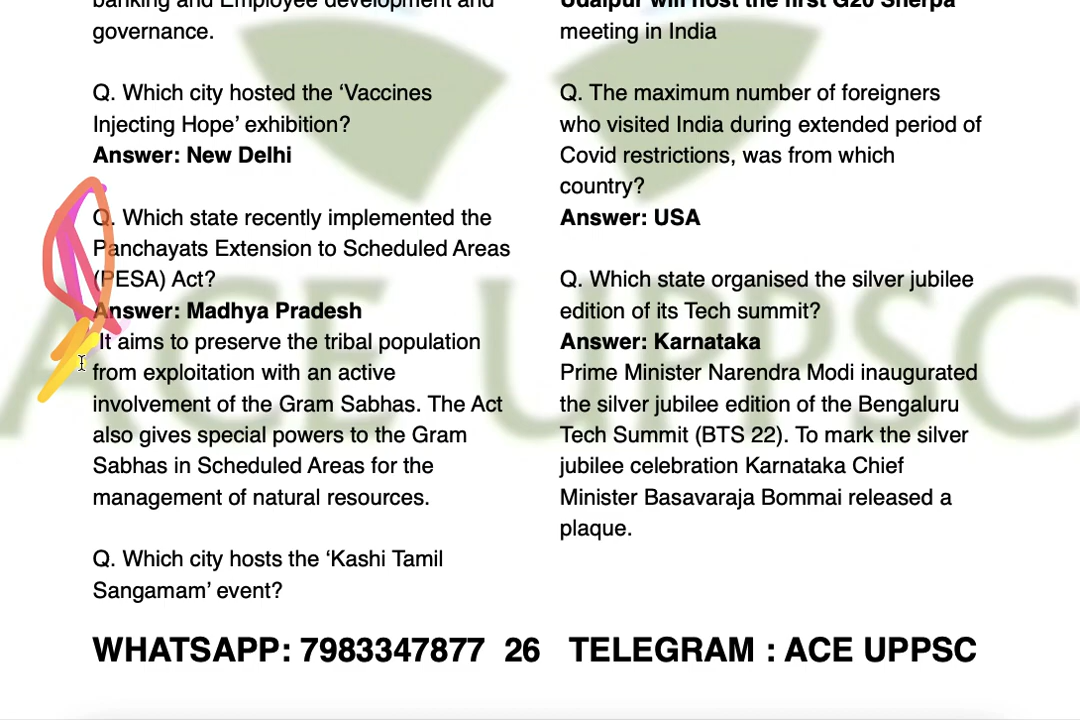 banking and Employee development and
governance.
Q. Which city hosted the ‘Vaccines
Injecting Hope’ exhibition?
Answer: New Delhi
Q. Which state recently implemented the
Panchayats Extension to Scheduled Areas
(PESA) Act?
Answer: Madhya Pradesh
It aims to preserve the tribal population
from exploitation with an active
involvement of the Gram Sabhas. The Act
also gives special powers to the Gram
Sabhas in Scheduled Areas for the
management of natural resources.
Q. Which city hosts the ‘Kashi Tamil
Sangamam’ event?
Udaipur will host the first G20 Sherpa
meeting in India
Q. The maximum number of foreigners
who visited India during extended period of
Covid restrictions, was from which
country?
Answer: USA
Q. Which state organised the silver jubilee
edition of its Tech summit?
Answer: Karnataka
Prime Minister Narendra Modi inaugurated
the silver jubilee edition of the Bengaluru
Tech Summit (BTS 22). To mark the silver
jubilee celebration Karnataka Chief
Minister Basavaraja Bommai released a
plaque.
WHATSAPP: 7983347877 26 TELEGRAM : ACE UPPSC
ACE UPPSC